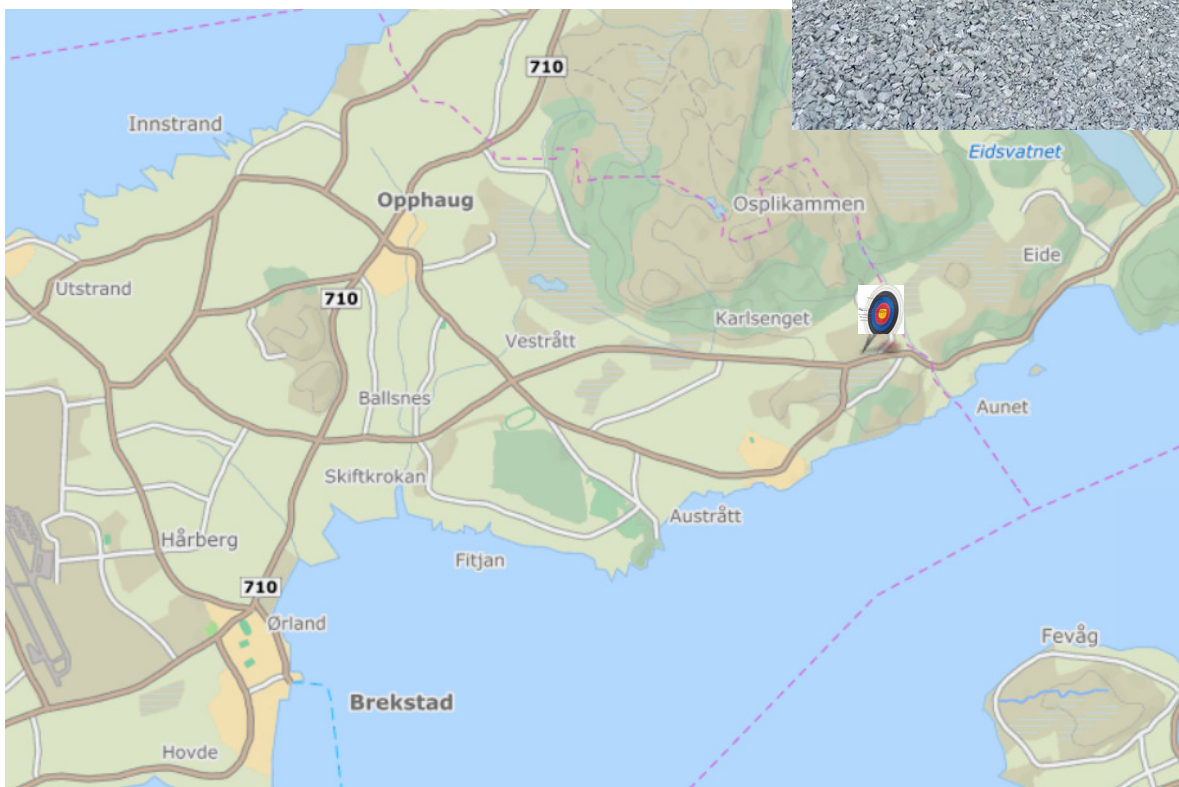 710
Innstrand
Eidsvatnet
Opphaug
Osplikammen
Eide
Utstrand
710
Karlsenget
Vestrått
Ballsnes
Aunet
Skiftkrokan
Austrått
Hårberg
Fitjan
710
Ørland
Fevåg
Brekstad
Hovde